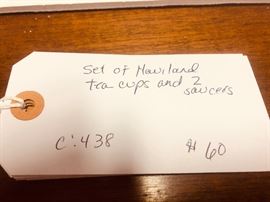 Set of Haviland
tea cups and 2
saucers
C: 438
$ 60